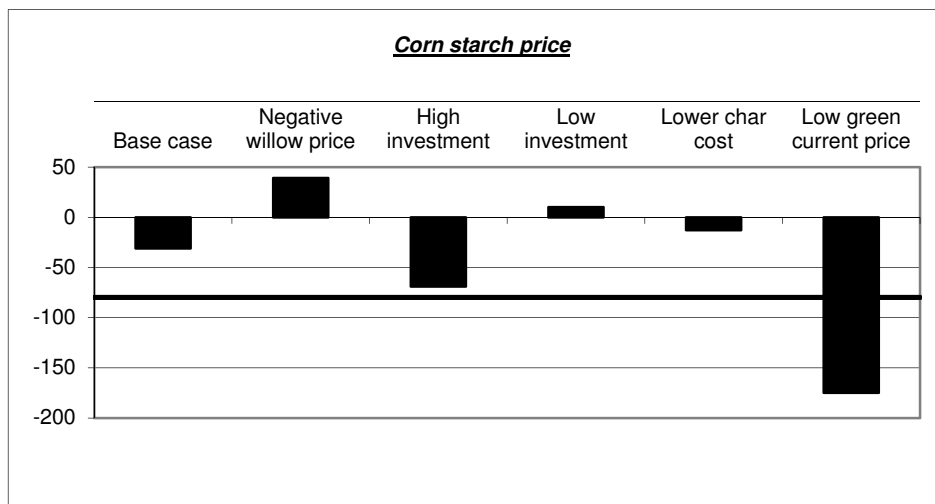 Corn starch price
Base case
Negative
willow price
High
investment
Low
investment
Lower char
cost
Low green
current price
50
0
-50
-100
-150
-200